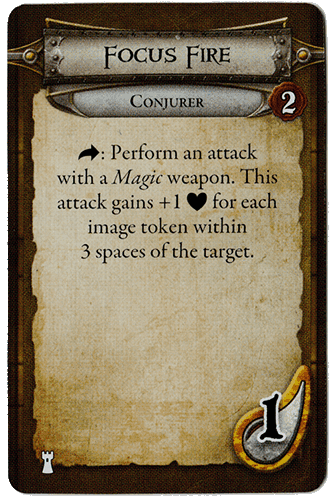 FOCUS FIRE
CONJURER
2
: Perform an attack
with a Magic weapon. This
attack gains +1 ♥ for each
image token within
3 spaces of the target.
1